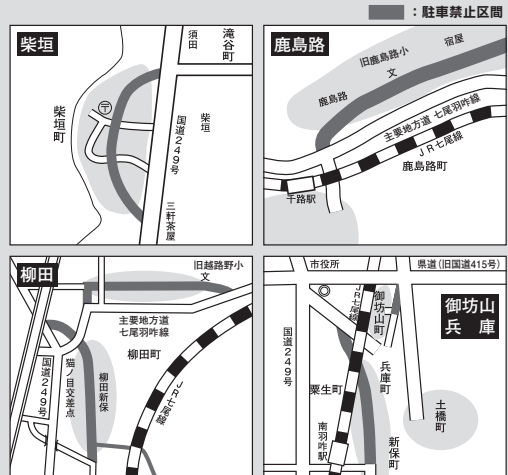 ：駐車禁止区間
柴垣
須田
滝谷町
〒
柴垣町
国道249号
柴垣
三軒茶屋
鹿島路
宿屋
旧鹿島路小
文
鹿島路
主要地方道 七尾羽咋線
JR七尾線
鹿島路町
千路駅
柳田
旧越路野小
文
主要地方道
七尾羽咋線
柳田町
JR七尾線
国道249号
猫ノ目交差点
柳田新保
市役所
県道(旧国道415号)
御坊山
兵庫
JR七尾線
御坊山町
国道249号
兵庫町
粟生町
土橋町
南羽咋駅
新保町